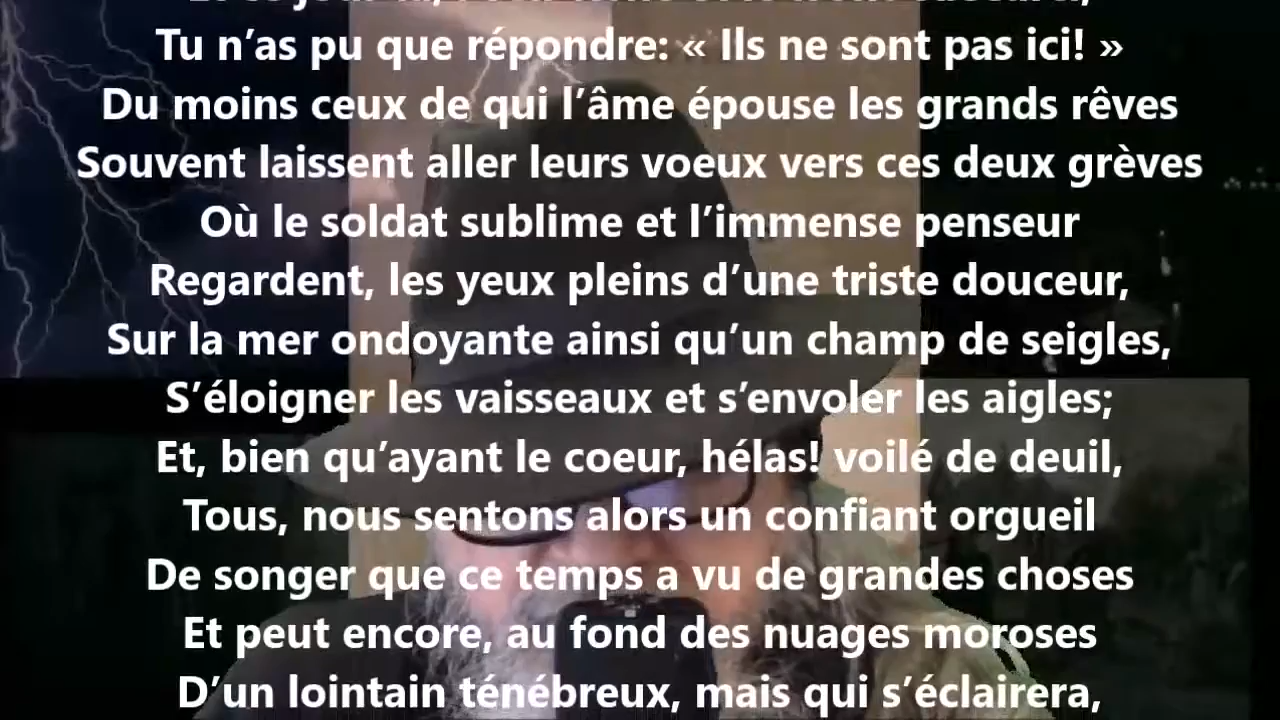 Tu n’as pu que répondre: « Ils ne sont pas ici! »
Du moins ceux de qui l’âme épouse les grands rêves
Souvent laissent aller leurs voeux vers ces deux grèves
Où le soldat sublime et l’immense penseur
Regardent, les yeux pleins d’une triste douceur,
Sur la mer ondoyante ainsi qu’un champ de seigles,
S’éloigner les vaisseaux et s’envoler les aigles;
Et, bien qu’ayant le coeur, hélas! voilé de deuil,
Tous, nous sentons alors un confiant orgueil
De songer que ce temps a vu de grandes choses
Et peut encore, au fond des nuages moroses
D’un lointain ténébreux, mais qui s’éclairera,